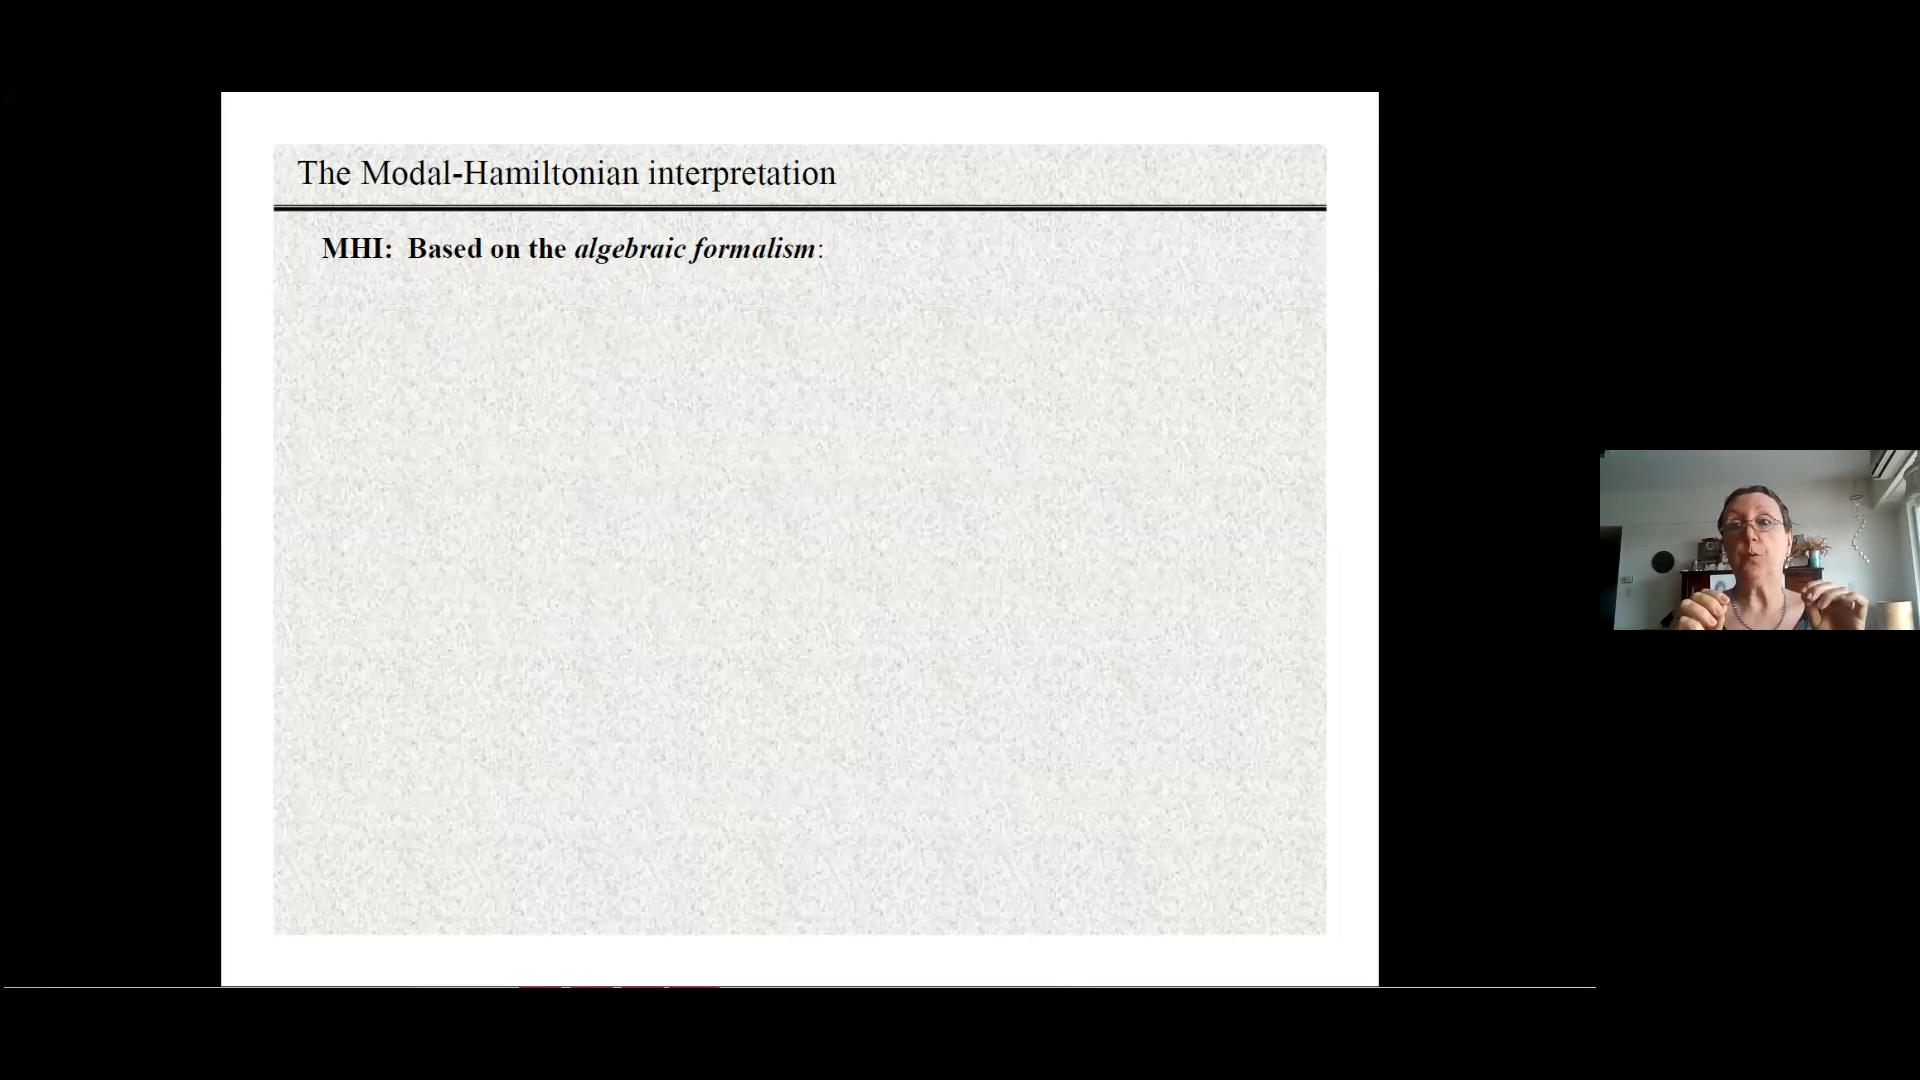 The Modal-Hamiltonian interpretation
MHI: Based on the algebraic formalism: